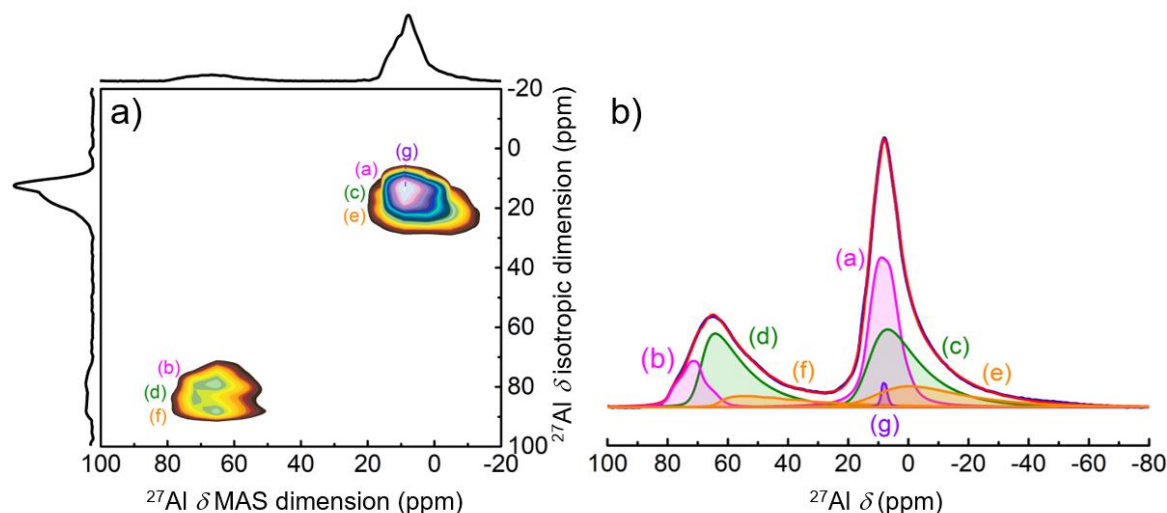 a)
-20
0
20
40
60
80
100
²⁷Al δ isotropic dimension (ppm)
(g)
(a)
(c)
(e)
(b)
(d)
(f)
100 80 60 40 20 0 -20
²⁷Al δ MAS dimension (ppm)
b)
(a)
(b)
(d)
(f)
(c)
(e)
(g)
100 80 60 40 20 0 -20 -40 -60 -80
²⁷Al δ (ppm)